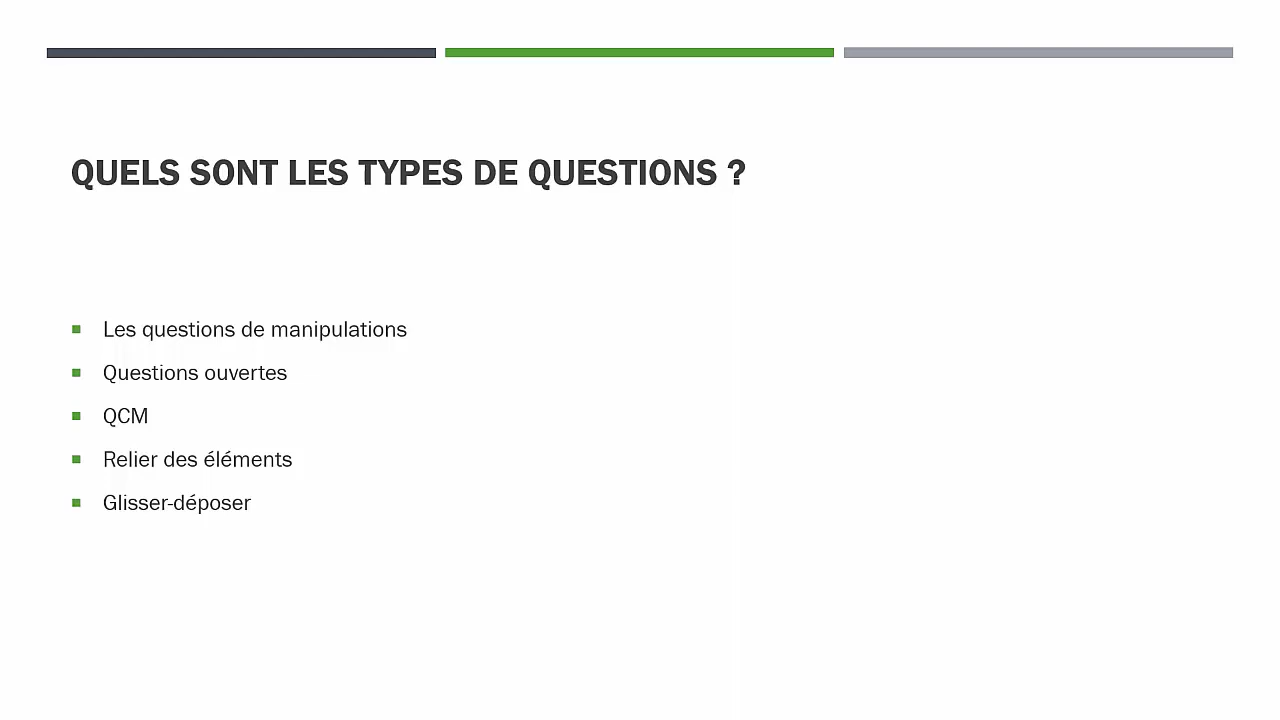 QUELS SONT LES TYPES DE QUESTIONS ?
Les questions de manipulations
Questions ouvertes
QCM
Relier des éléments
Glisser-déposer